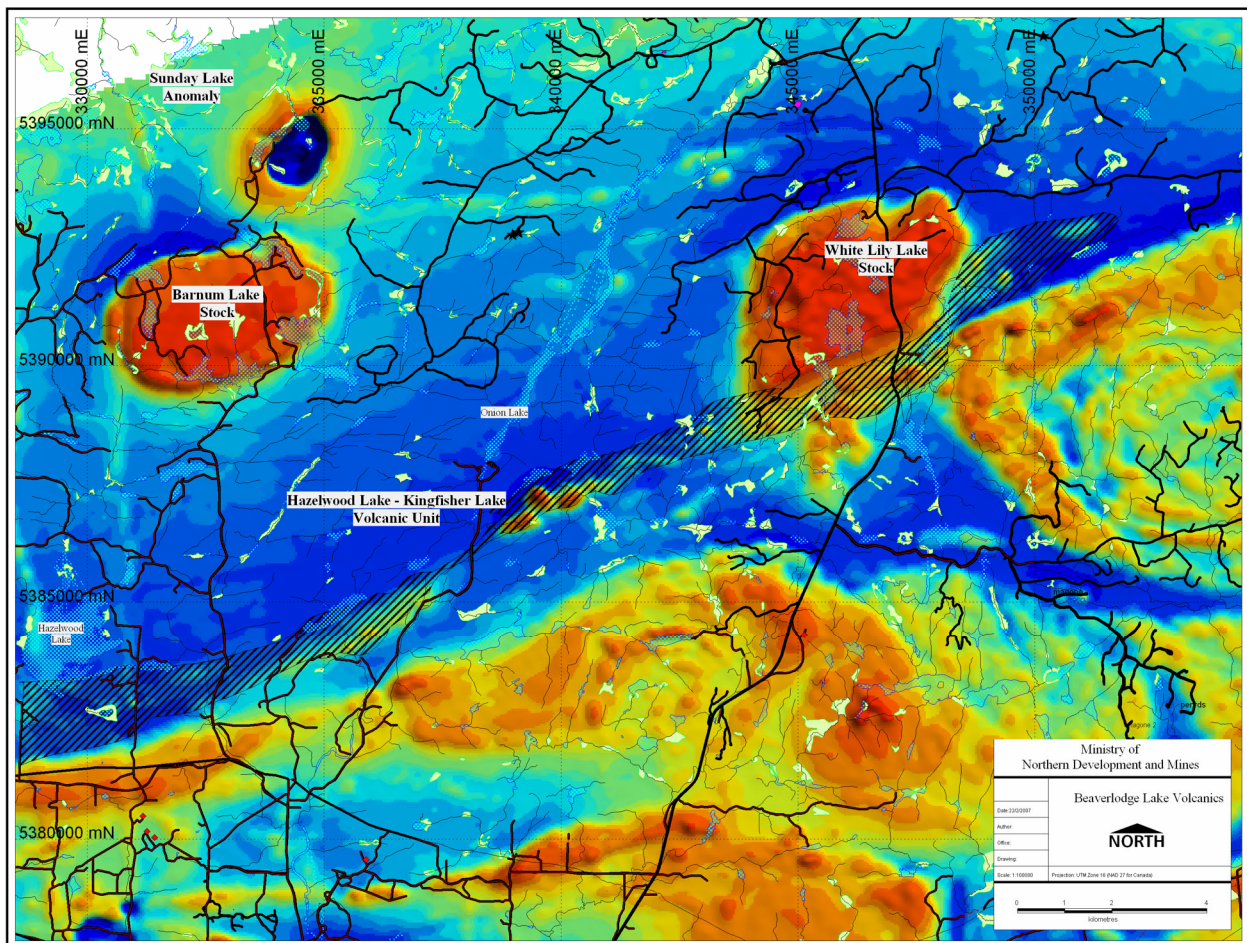 330000 mE
335000 mE
340000 mE
345000 mE
350000 mE
Sunday Lake
Anomaly
5395000 mN
White Lily Lake
Stock
Barnum Lake
Stock
5390000 mN
Onion Lake
Hazelwood Lake - Kingfisher Lake
Volcanic Unit
5385000 mN
Hazelwood
Lake
magone 2
5380000 mN
Ministry of
Northern Development and Mines
Beaverlodge Lake Volcanics
Author
Office:
Drawing:
Scale: 1:100000
NORTH
Projection: UTM Zone 16 (NAD 27 for Canada)
0 1 2 4
kilometres